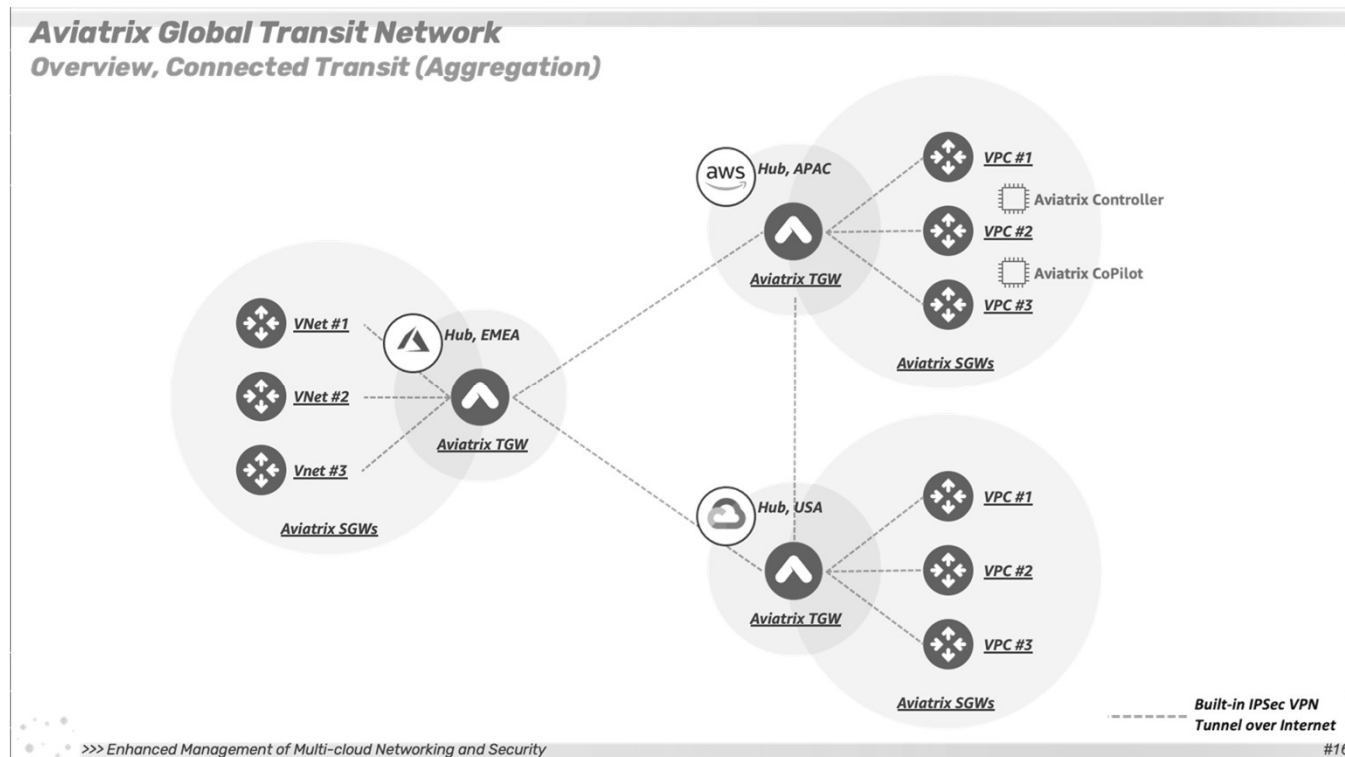 Aviatrix Global Transit Network
Overview, Connected Transit (Aggregation)
aws
Hub, APAC
Aviatrix TGW
VPC #1
Aviatrix Controller
VPC #2
Aviatrix CoPilot
VPC #3
Aviatrix SGWs
VNet #1
VNet #2
Vnet #3
Aviatrix SGWs
Hub, EMEA
Aviatrix TGW
Hub, USA
Aviatrix TGW
VPC #1
VPC #2
VPC #3
Aviatrix SGWs
Built-in IPSec VPN
Tunnel over Internet
>>> Enhanced Management of Multi-cloud Networking and Security
#16